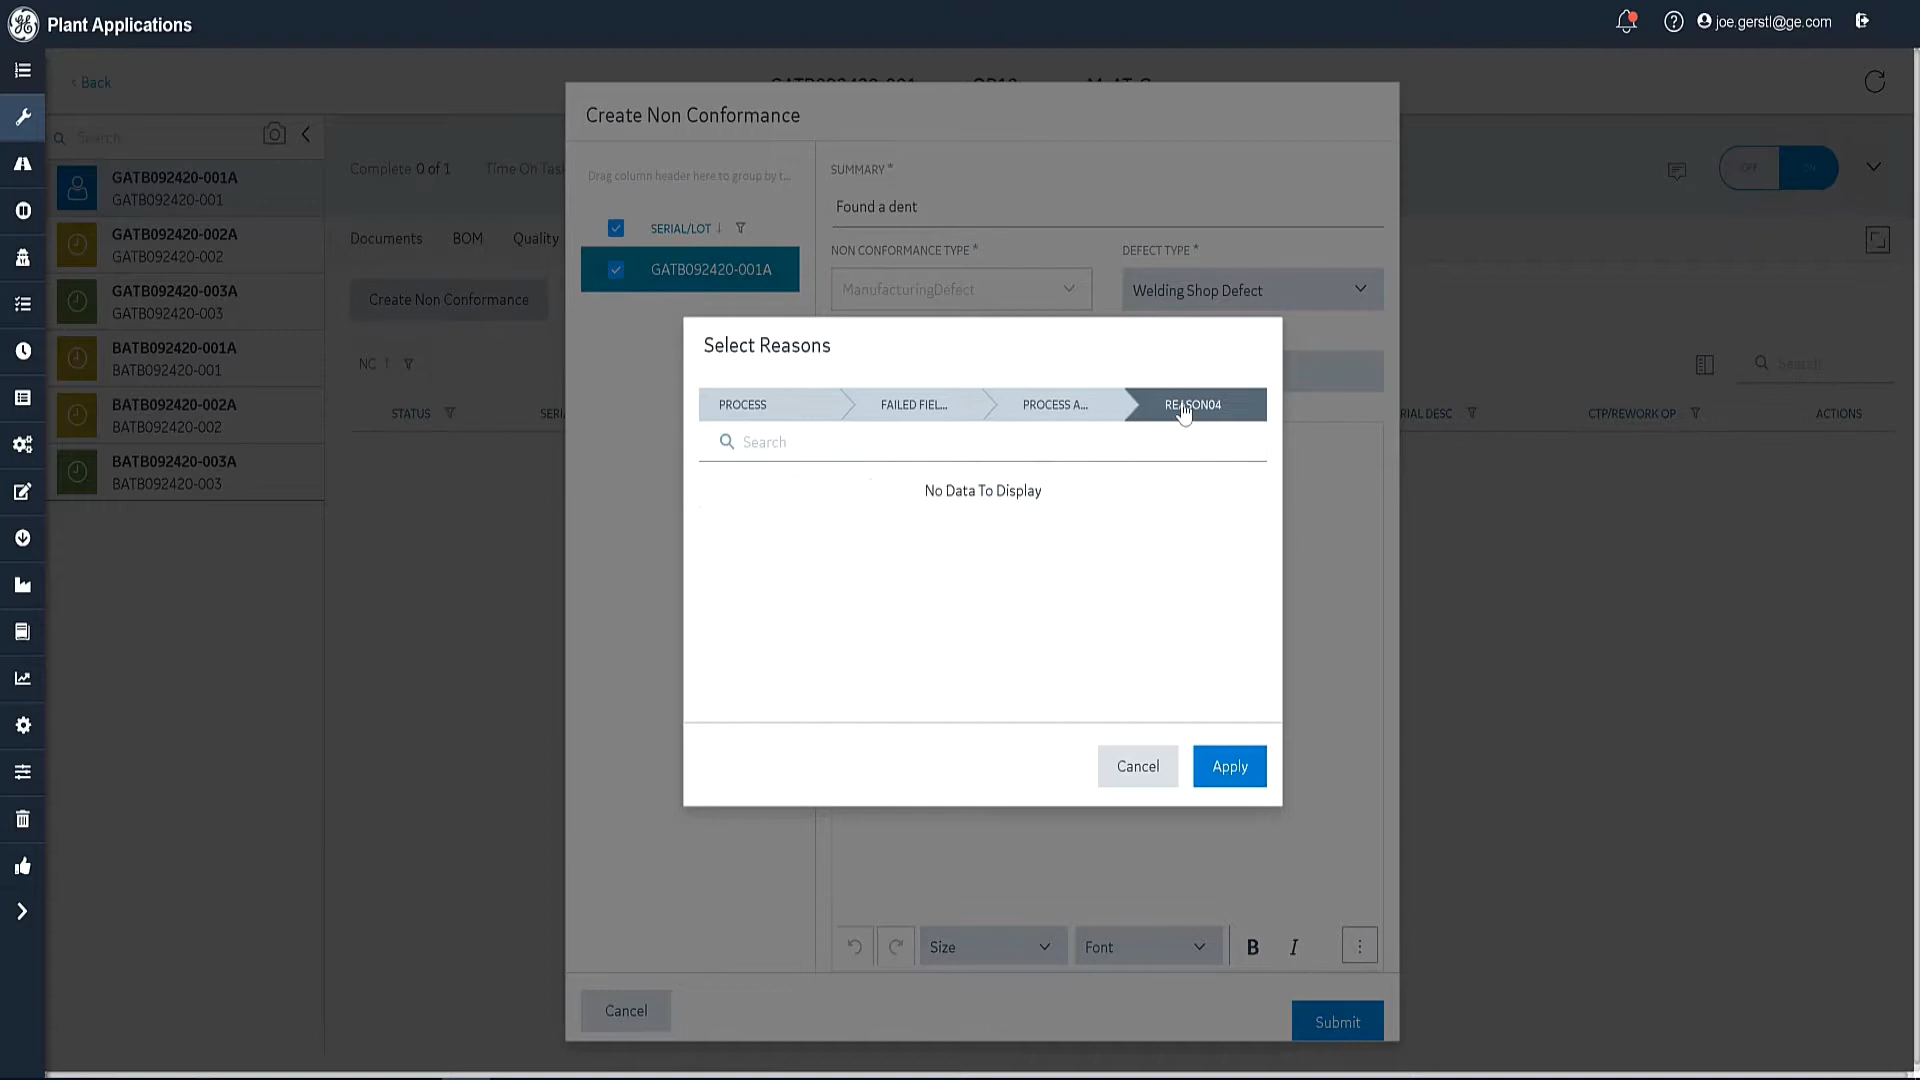 Plant Applications
joe.gerstl@ge.com
Back
Search
GATB092420-001A
GATB092420-001
GATB092420-002A
GATB092420-002
GATB092420-003A
GATB092420-003
BATB092420-001A
BATB092420-001
BATB092420-002A
BATB092420-002
BATB092420-003A
BATB092420-003
Complete 0 of 1
Time On Task
OFF
ON
Documents
BOM
Quality
Create Non Conformance
NC
Search
STATUS
RIAL DESC
CTP/REWORK OP
ACTIONS
Create Non Conformance
Drag column header here to group by t...
SERIAL/LOT
GATB092420-001A
SUMMARY *
Found a dent
NON CONFORMANCE TYPE *
DEFECT TYPE *
ManufacturingDefect
Welding Shop Defect
Select Reasons
PROCESS
FAILED FIEL...
PROCESS A...
REASON04
Search
No Data To Display
Cancel
Apply
Size
Font
B
I
Cancel
Submit